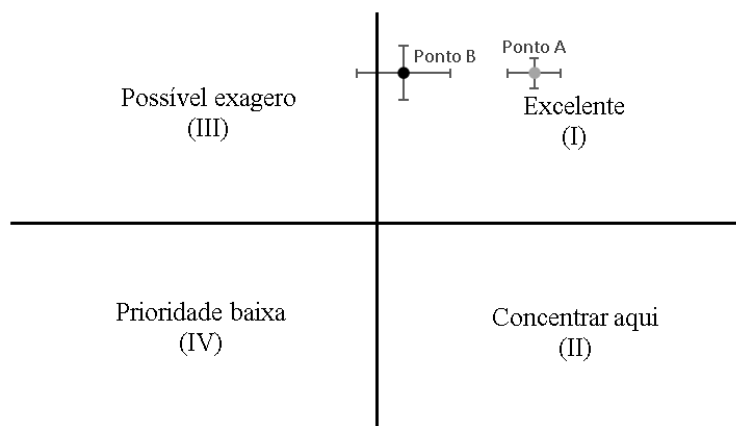 Ponto B
Ponto A
Possível exagero
(III)
Excelente
(I)
Prioridade baixa
(IV)
Concentrar aqui
(II)